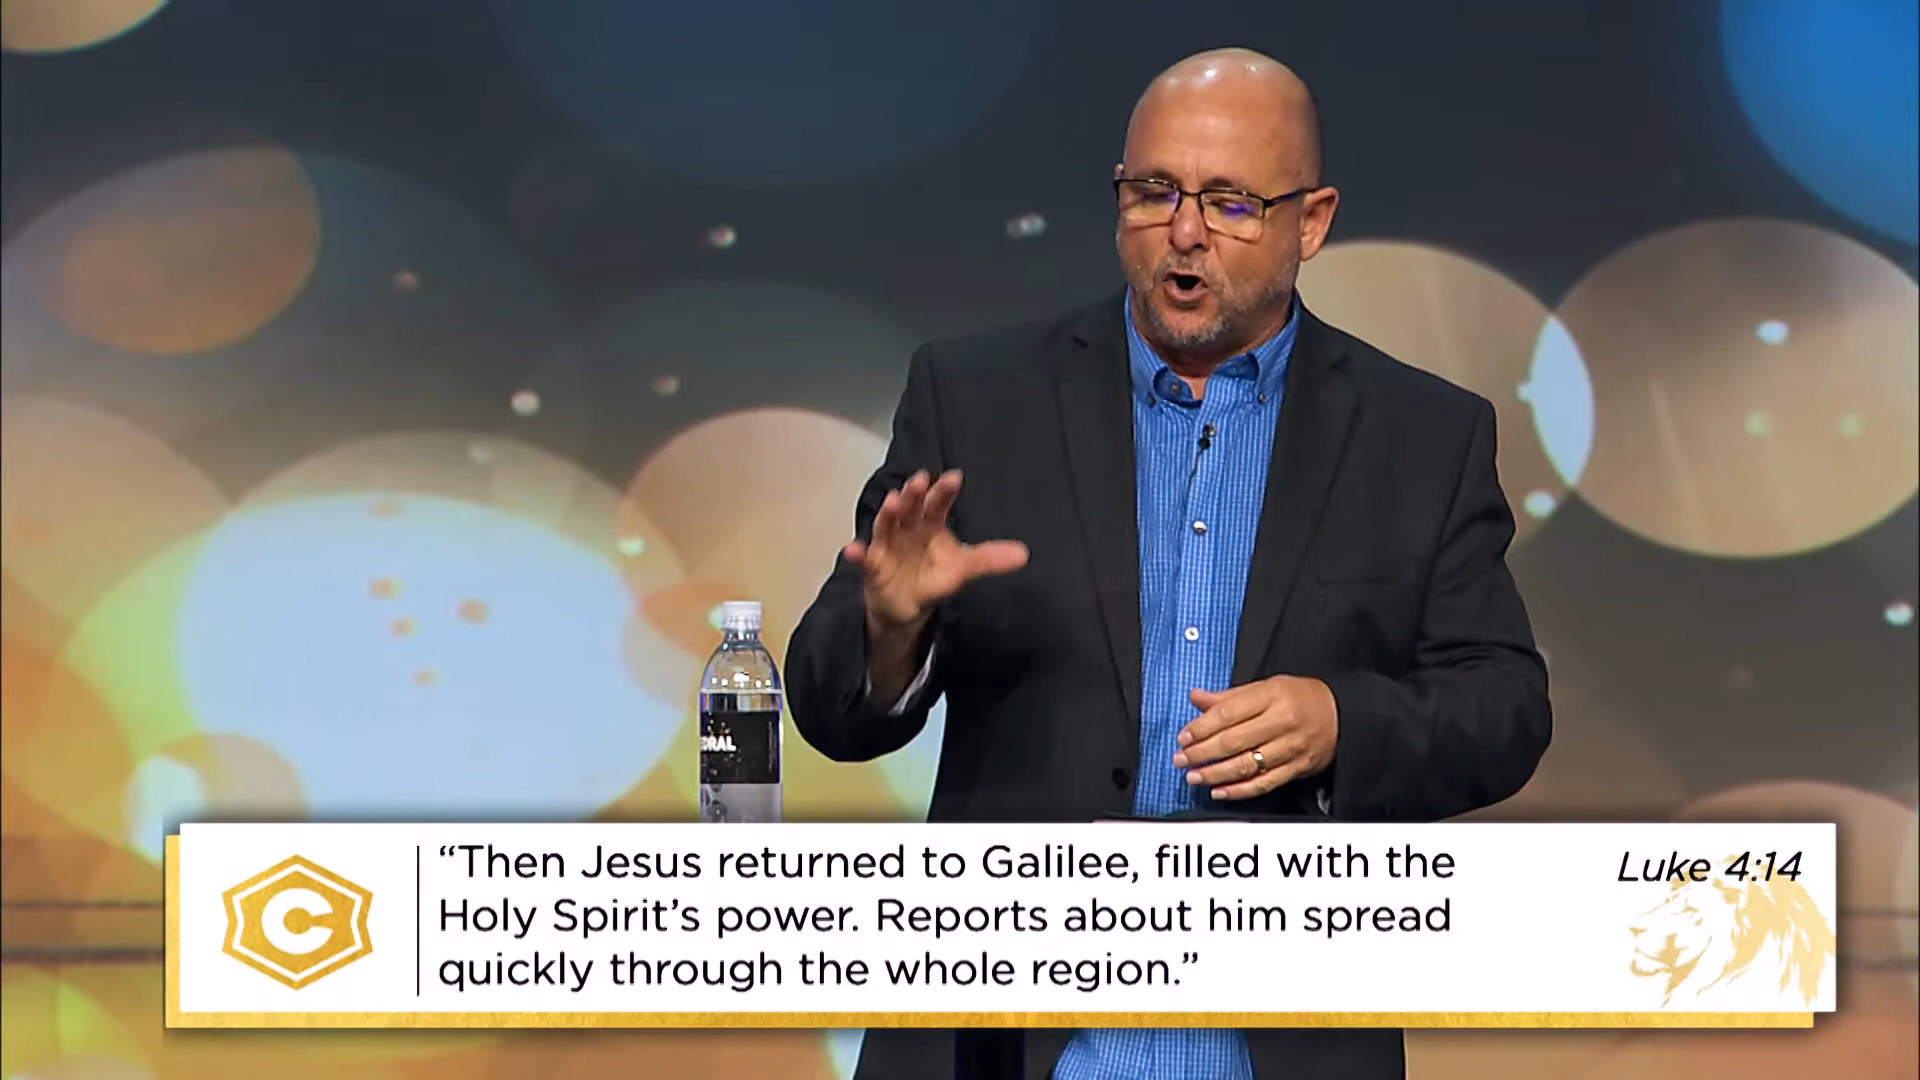 “Then Jesus returned to Galilee, filled with the
Holy Spirit’s power. Reports about him spread
quickly through the whole region.”
Luke 4:14
C